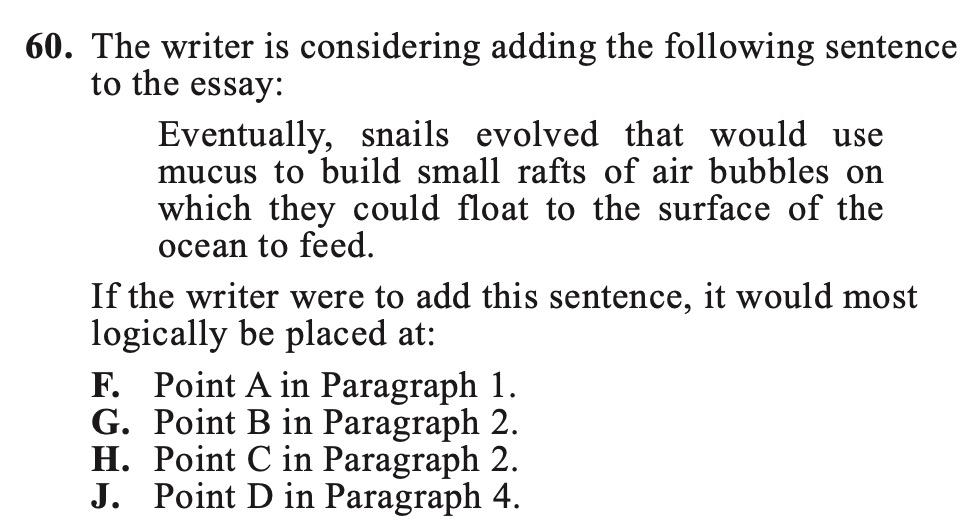 60. The writer is considering adding the following sentence
to the essay:
Eventually, snails evolved that would use
mucus to build small rafts of air bubbles on
which they could float to the surface of the
ocean to feed.
If the writer were to add this sentence, it would most
logically be placed at:
F. Point A in Paragraph 1.
G. Point B in Paragraph 2.
H. Point C in Paragraph 2.
J. Point D in Paragraph 4.